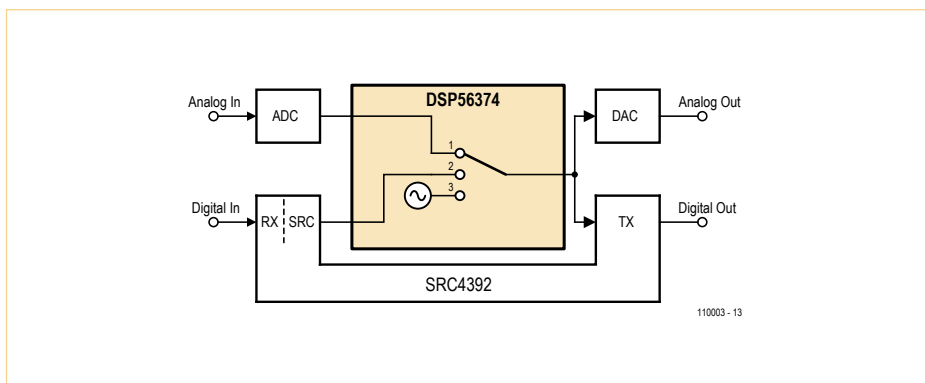 DSP56374
Analog In
ADC
1
2
3
DAC
Analog Out
Digital In
RX
SRC
TX
Digital Out
SRC4392
110003 - 13